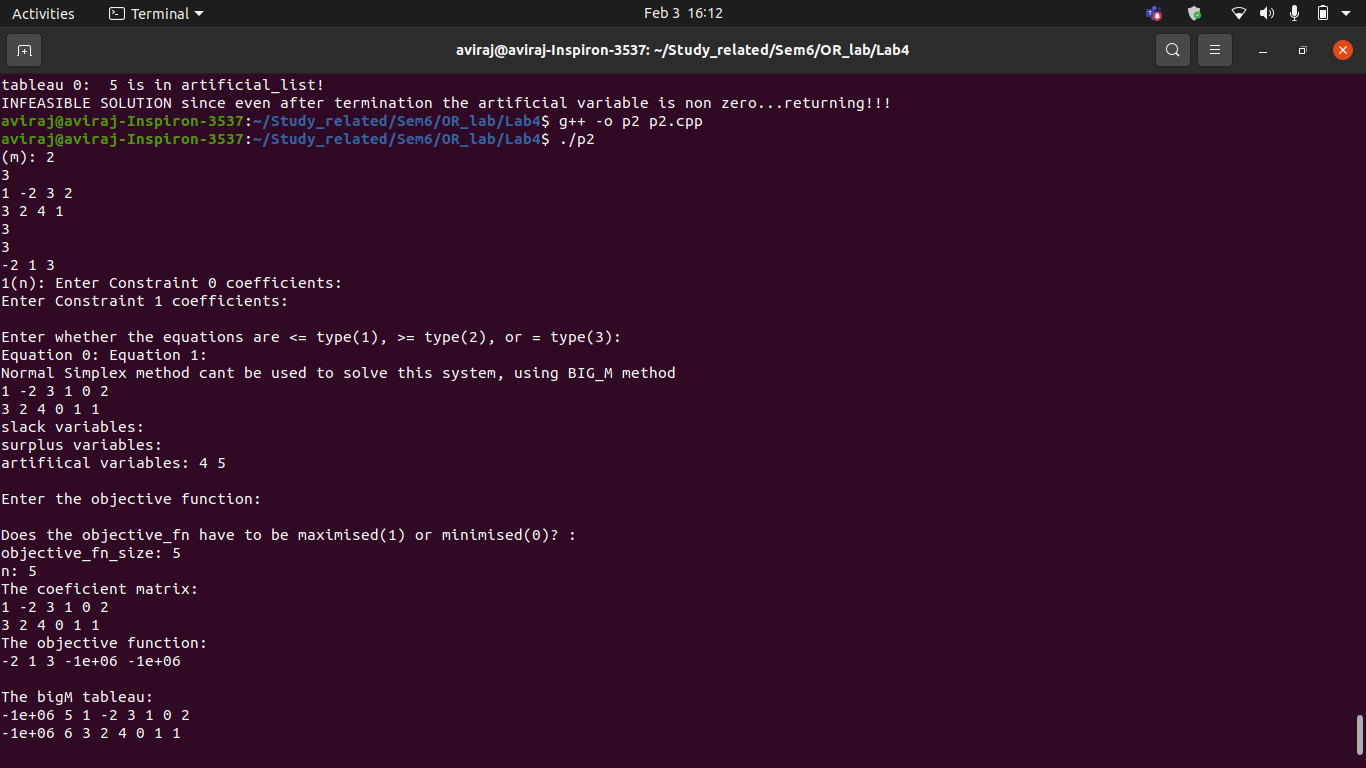 Activities Terminal Feb 3 16:12
aviraj@aviraj-Inspiron-3537: ~/Study_related/Sem6/OR_lab/Lab4
tableau 0:  5 is in artificial_list!
INFEASIBLE SOLUTION since even after termination the artificial variable is non zero...returning!!!
aviraj@aviraj-Inspiron-3537:~/Study_related/Sem6/OR_lab/Lab4$ g++ -o p2 p2.cpp
aviraj@aviraj-Inspiron-3537:~/Study_related/Sem6/OR_lab/Lab4$ ./p2
(m): 2
3
1 -2 3 2
3 2 4 1
3
3
-2 1 3
1(n): Enter Constraint 0 coefficients:
Enter Constraint 1 coefficients:
Enter whether the equations are <= type(1), >= type(2), or = type(3):
Equation 0: Equation 1:
Normal Simplex method cant be used to solve this system, using BIG_M method
1 -2 3 1 0 2
3 2 4 0 1 1
slack variables:
surplus variables:
artifiical variables: 4 5
Enter the objective function:
Does the objective_fn have to be maximised(1) or minimised(0)? :
objective_fn_size: 5
n: 5
The coeficient matrix:
1 -2 3 1 0 2
3 2 4 0 1 1
The objective function:
-2 1 3 -1e+06 -1e+06
The bigM tableau:
-1e+06 5 1 -2 3 1 0 2
-1e+06 6 3 2 4 0 1 1